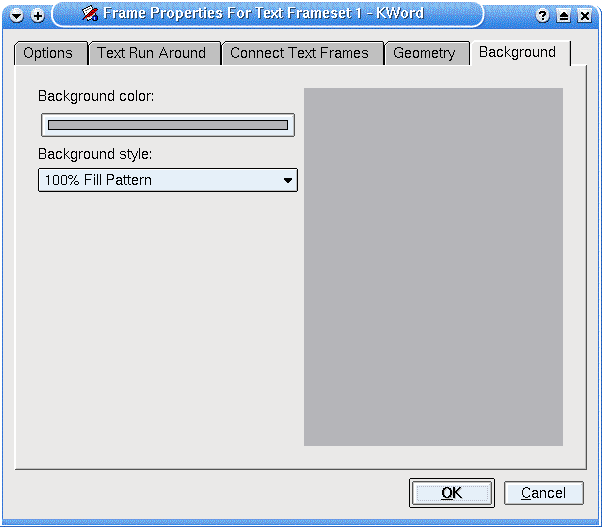 Frame Properties For Text Frameset 1 - KWord
?
Options Text Run Around Connect Text Frames Geometry Background
Background color:
Background style:
100% Fill Pattern
OK Cancel